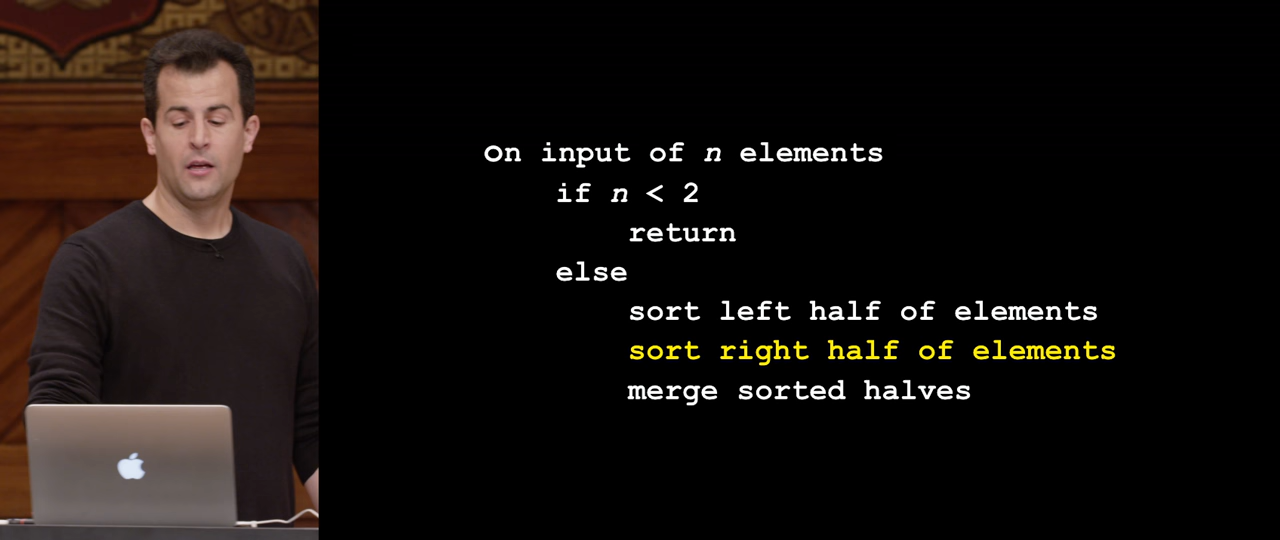 On input of n elements
if n < 2
return
else
sort left half of elements
sort right half of elements
merge sorted halves